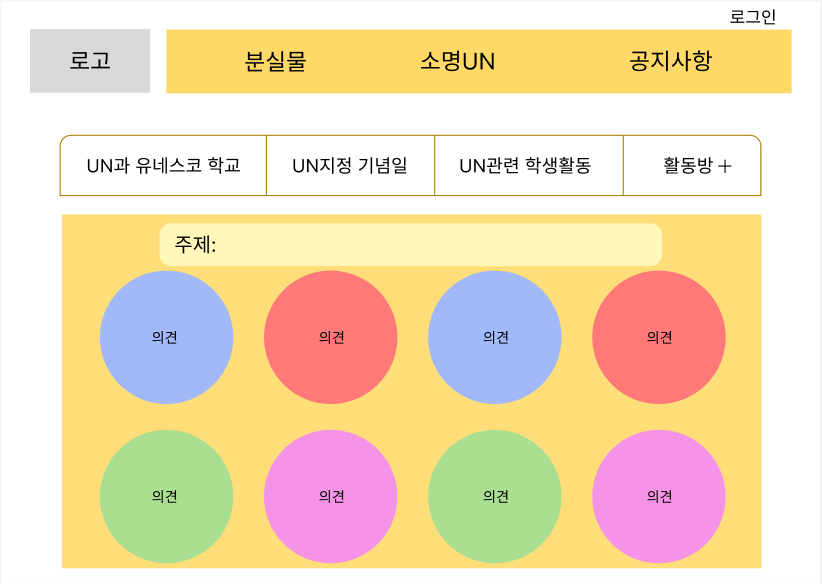 로그인
로고
분실물 소명UN 공지사항
UN과 유네스코 학교 UN지정 기념일 UN관련 학생활동 활동방 +
주제:
의견 의견 의견 의견
의견 의견 의견 의견